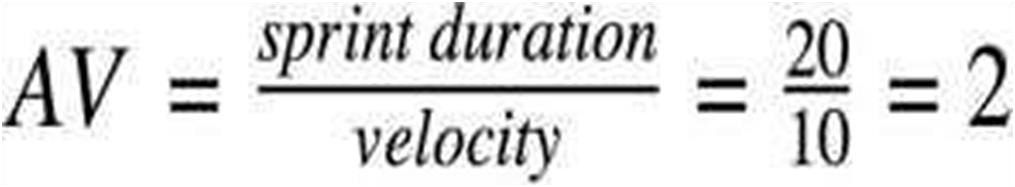 AV = sprint duration / velocity = 20 / 10 = 2